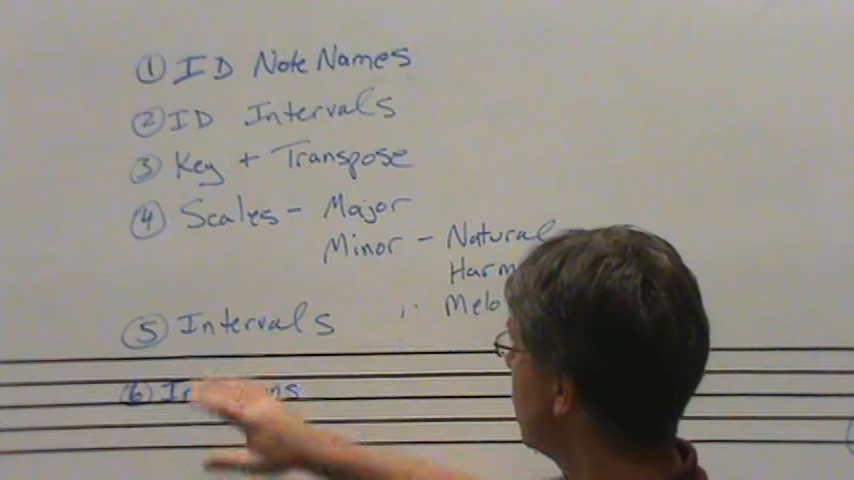 ① ID Note Names
② ID Intervals
③ Key + Transpose
④ Scales - Major
Minor - Natural
Harm
Melo
⑤ Intervals
⑥